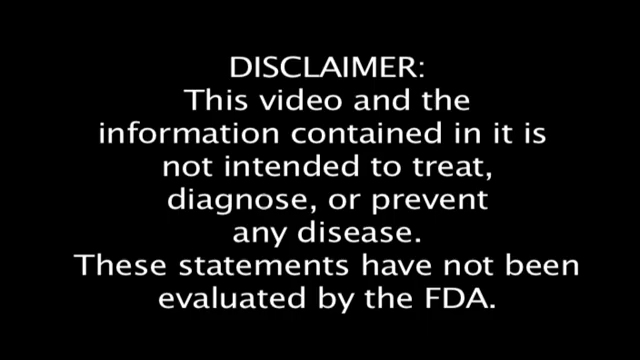 DISCLAIMER:
This video and the
information contained in it is
not intended to treat,
diagnose, or prevent
any disease.
These statements have not been
evaluated by the FDA.